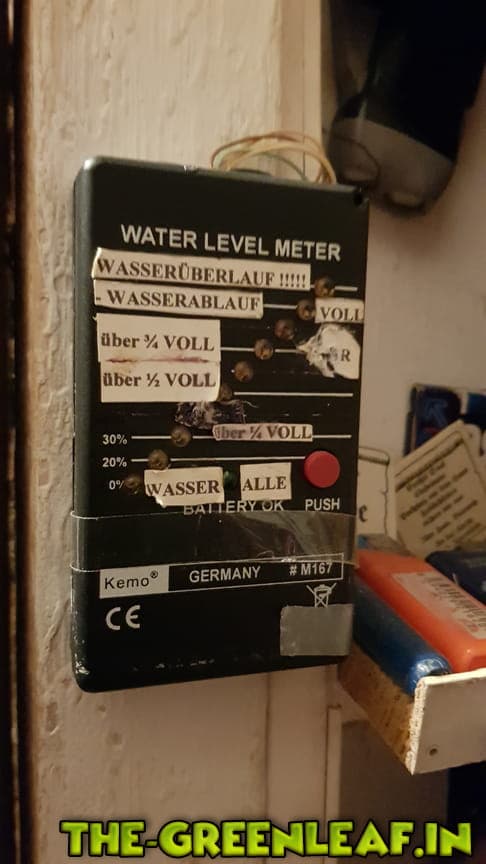 WATER LEVEL METER
WASSERÜBERLAUF !!!!!
- WASSERABLAUF
VOLL
über ¾ VOLL
R
über ½ VOLL
über ¼ VOLL
30%
20%
0%
WASSER ALLE
BATTERY OK PUSH
Kemo® GERMANY # M167
CE
THE-GREENLEAF.IN